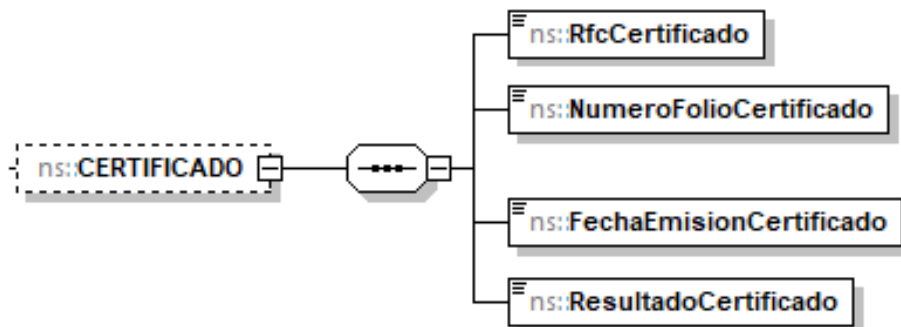 ns::RfcCertificado
ns::NumeroFolioCertificado
ns::CERTIFICADO
ns::FechaEmisionCertificado
ns::ResultadoCertificado